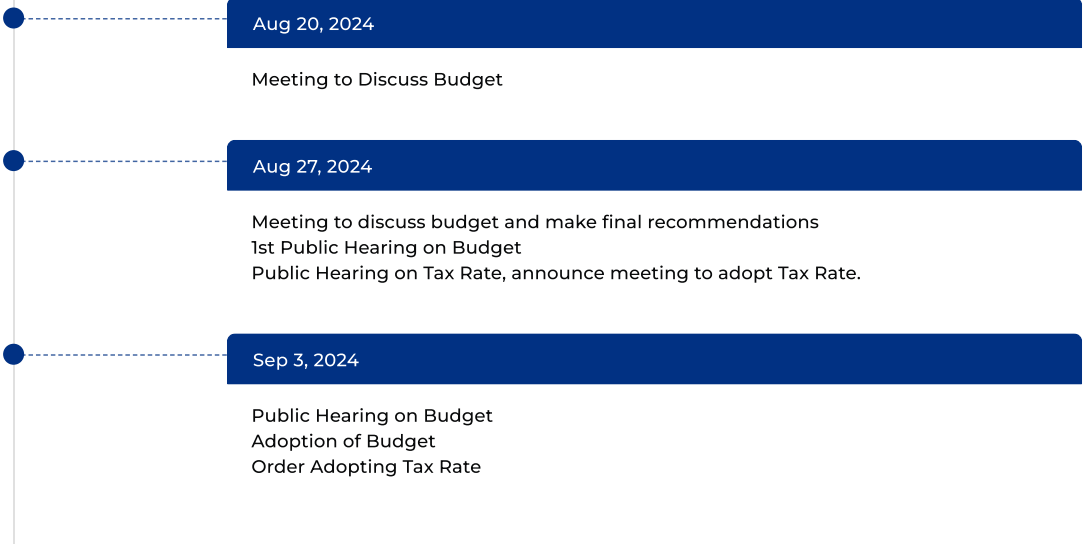 Aug 20, 2024
Meeting to Discuss Budget
Aug 27, 2024
Meeting to discuss budget and make final recommendations
1st Public Hearing on Budget
Public Hearing on Tax Rate, announce meeting to adopt Tax Rate.
Sep 3, 2024
Public Hearing on Budget
Adoption of Budget
Order Adopting Tax Rate